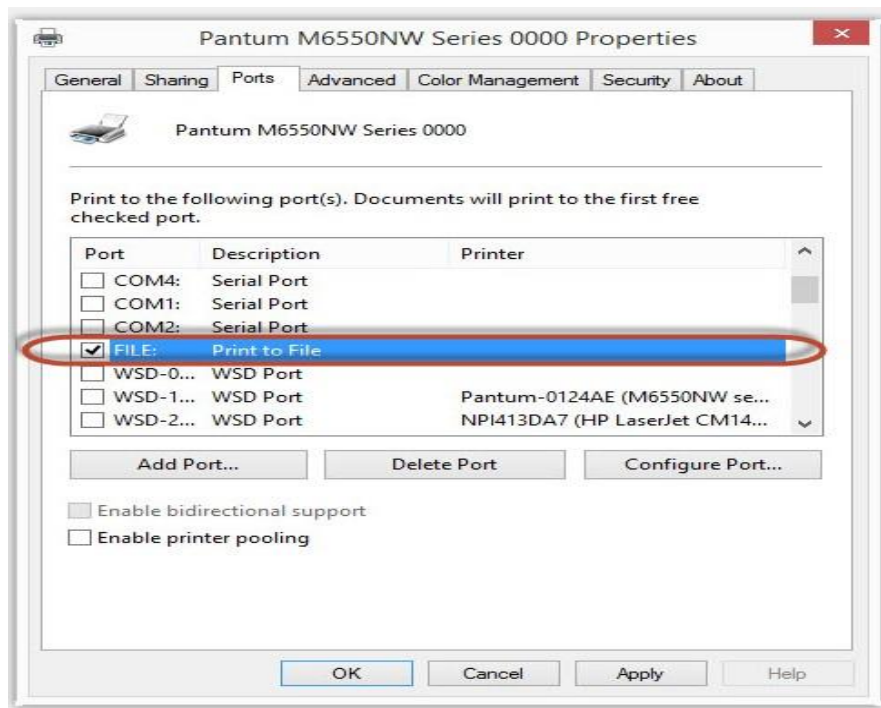 Pantum M6550NW Series 0000 Properties
General Sharing Ports Advanced Color Management Security About
Pantum M6550NW Series 0000
Print to the following port(s). Documents will print to the first free
checked port.
Port Description Printer
COM4: Serial Port
COM1: Serial Port
COM2: Serial Port
FILE: Print to File
WSD-0... WSD Port
WSD-1... WSD Port Pantum-0124AE (M6550NW se...
WSD-2... WSD Port NPI413DA7 (HP LaserJet CM14...
Add Port... Delete Port Configure Port...
Enable bidirectional support
Enable printer pooling
OK Cancel Apply Help